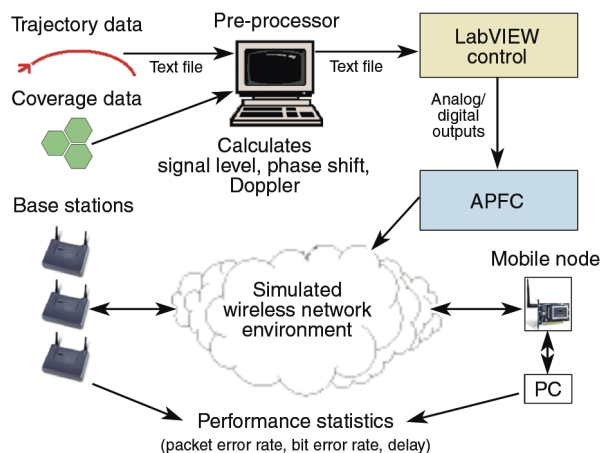 Trajectory data
Pre-processor
LabVIEW
control
Text file
Text file
Coverage data
Analog/
digital
outputs
Calculates
signal level, phase shift,
Doppler
APFC
Base stations
Mobile node
Simulated
wireless network
environment
PC
Performance statistics
(packet error rate, bit error rate, delay)